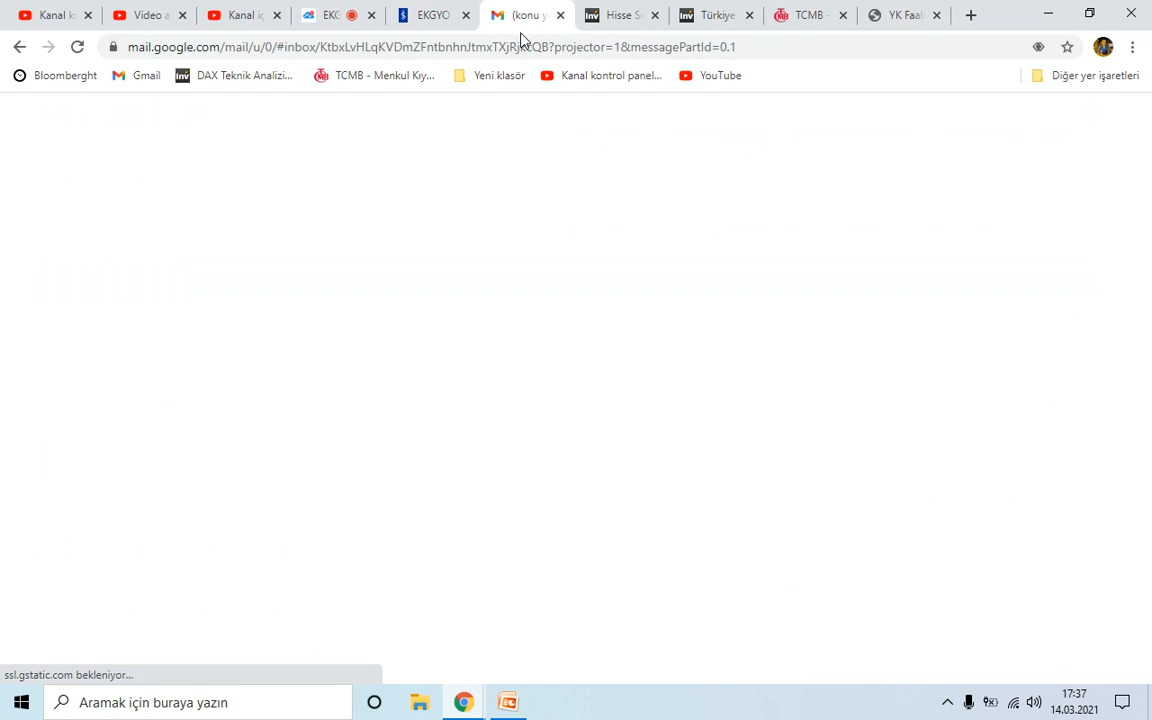 Kanal k
Video a
Kanal iç
EKG
EKGYO
(konu y
Hisse S
Türkiye
TCMB -
YK Faal
mail.google.com/mail/u/0/#inbox/KtbxLvHLqKVDmZFntbnhnJtmxTXjR
QB?projector=1&messagePartId=0.1
Bloomberght
Gmail
DAX Teknik Analizi...
TCMB - Menkul Kıy...
Yeni klasör
Kanal kontrol panel...
YouTube
Diğer yer işaretleri
ssl.gstatic.com bekleniyor...
Aramak için buraya yazın
17:37
14.03.2021